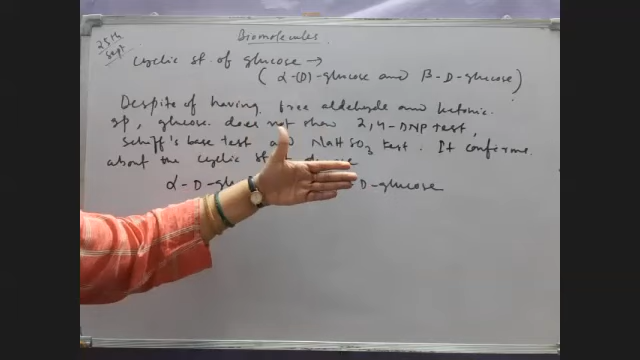 Biomolecules
25th
Sept
Cyclic st. of glucose →
( α-(D)-glucose and β-D-glucose )
Despite of having free aldehyde and ketonic
gp, glucose does not show 2,4-DNP test,
Schiff's base test and NaHSO3 test. It confirms
about the cyclic st
α-D-glu D-glucose